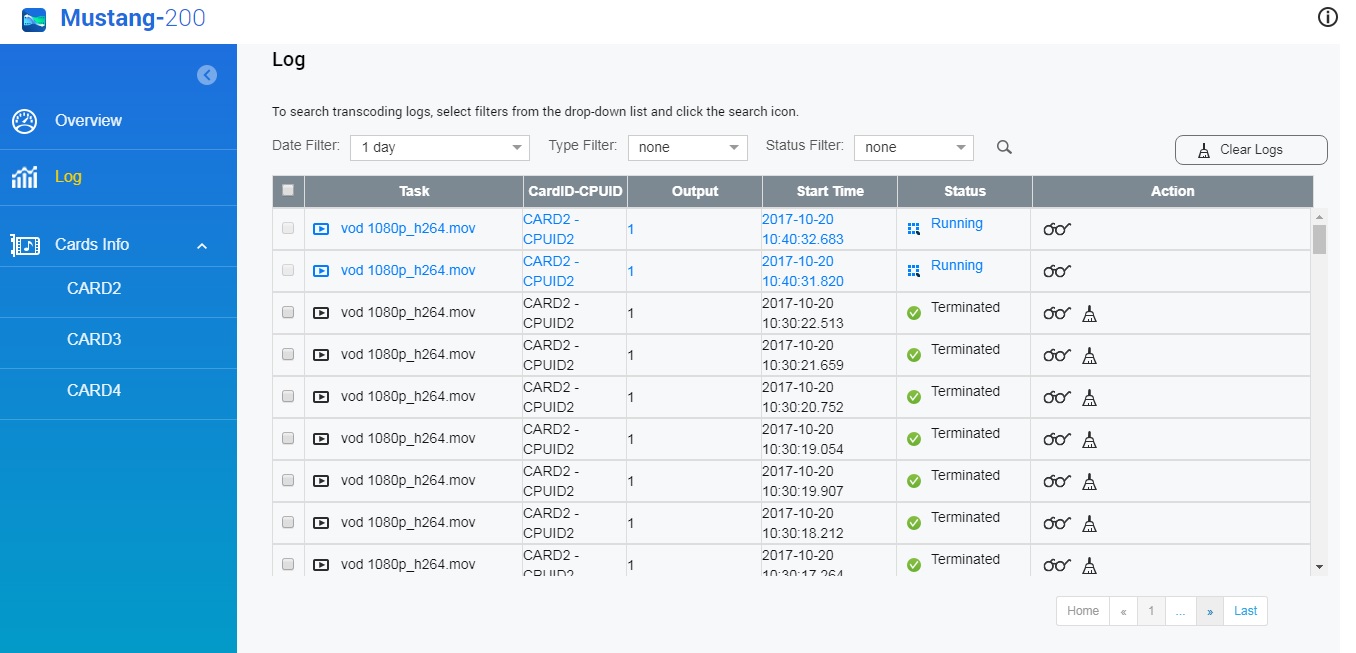 Mustang-200
Log
Overview
To search transcoding logs, select filters from the drop-down list and click the search icon.
Date Filter: 1 day Type Filter: none Status Filter: none Clear Logs
Log
Cards Info
CARD2
CARD3
CARD4
Task CardID-CPUID Output Start Time Status Action
vod 1080p_h264.mov CARD2 - CPUID2 1 2017-10-20 10:40:32.683 Running
vod 1080p_h264.mov CARD2 - CPUID2 1 2017-10-20 10:40:31.820 Running
vod 1080p_h264.mov CARD2 - CPUID2 1 2017-10-20 10:30:22.513 Terminated
vod 1080p_h264.mov CARD2 - CPUID2 1 2017-10-20 10:30:21.659 Terminated
vod 1080p_h264.mov CARD2 - CPUID2 1 2017-10-20 10:30:20.752 Terminated
vod 1080p_h264.mov CARD2 - CPUID2 1 2017-10-20 10:30:19.054 Terminated
vod 1080p_h264.mov CARD2 - CPUID2 1 2017-10-20 10:30:19.907 Terminated
vod 1080p_h264.mov CARD2 - CPUID2 1 2017-10-20 10:30:18.212 Terminated
vod 1080p_h264.mov CARD2 - CPUID2 1 2017-10-20 10:30:17.264 Terminated
Home « 1 ... » Last